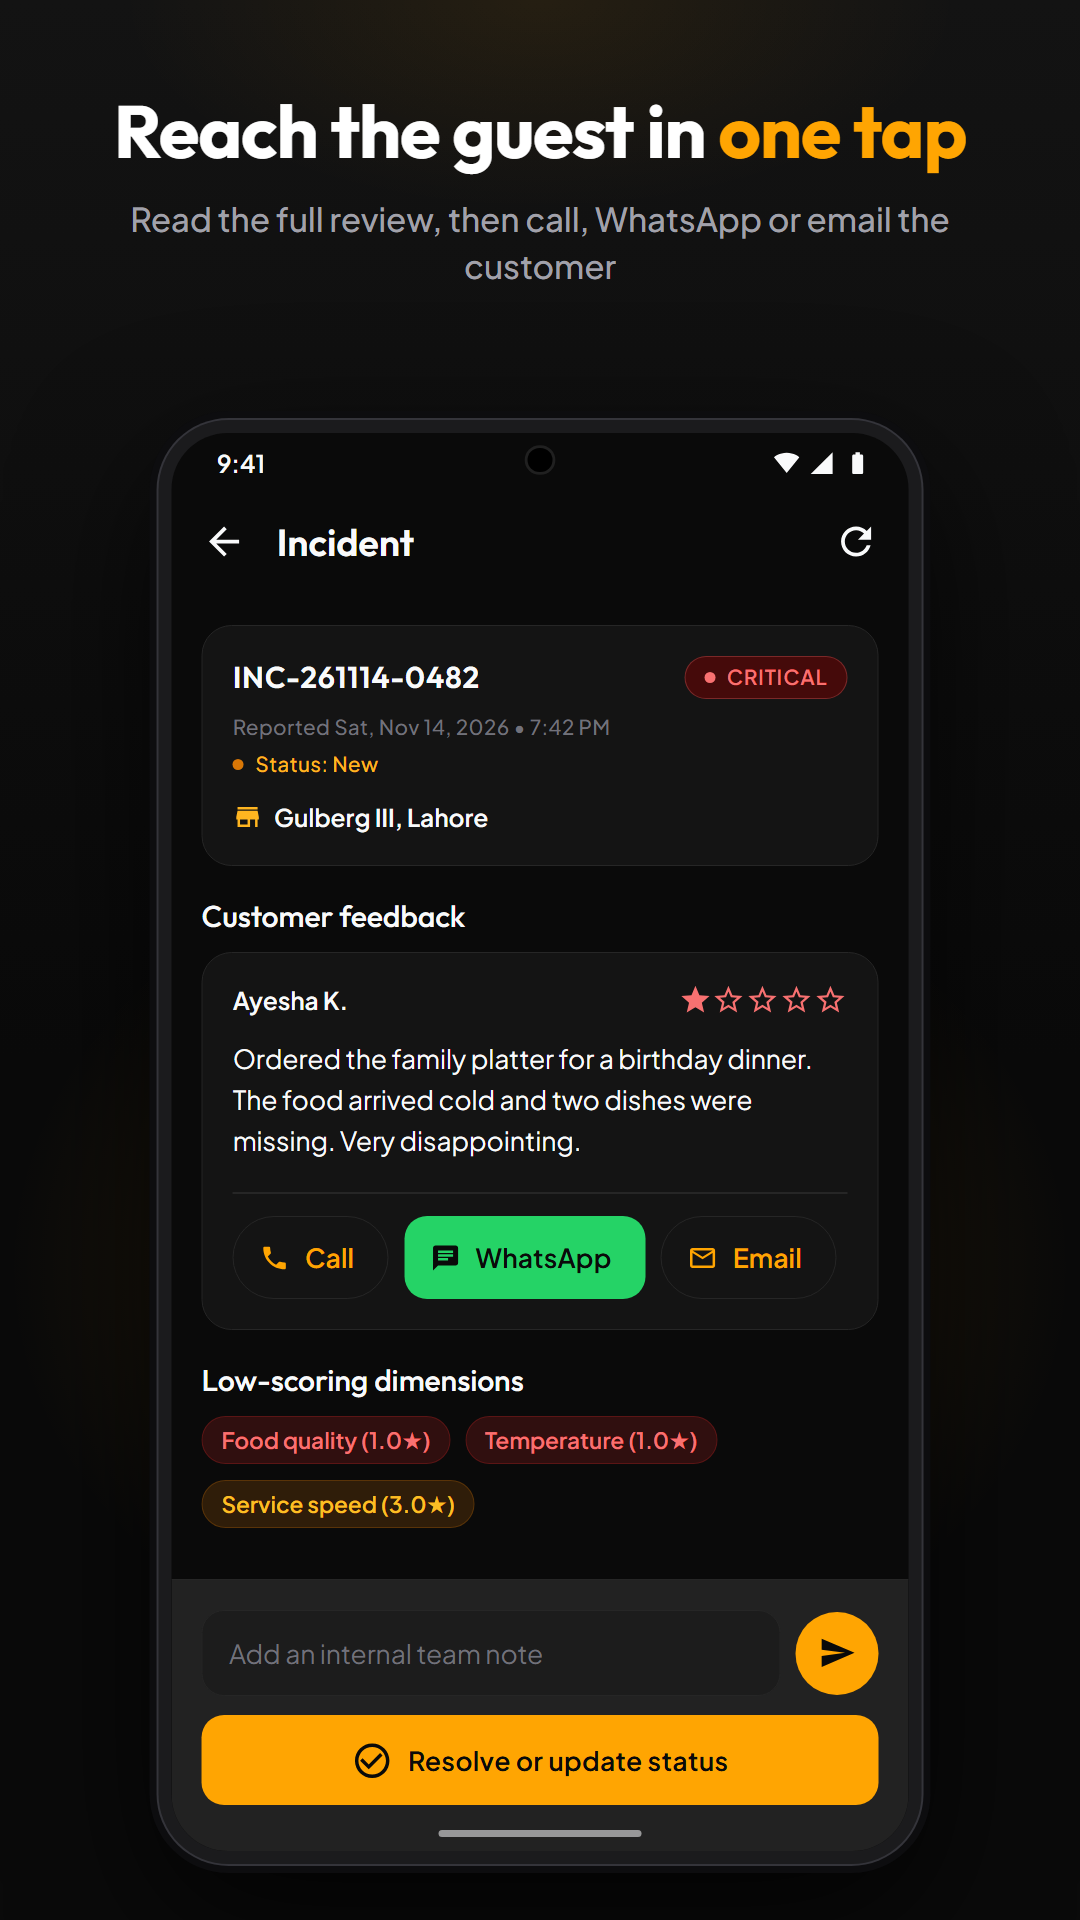 Reach the guest in one tap
Read the full review, then call, WhatsApp or email the
customer
9:41
Incident
INC-261114-0482
CRITICAL
Reported Sat, Nov 14, 2026 • 7:42 PM
Status: New
Gulberg III, Lahore
Customer feedback
Ayesha K.
Ordered the family platter for a birthday dinner.
The food arrived cold and two dishes were
missing. Very disappointing.
Call
WhatsApp
Email
Low-scoring dimensions
Food quality (1.0★)
Temperature (1.0★)
Service speed (3.0★)
Add an internal team note
Resolve or update status